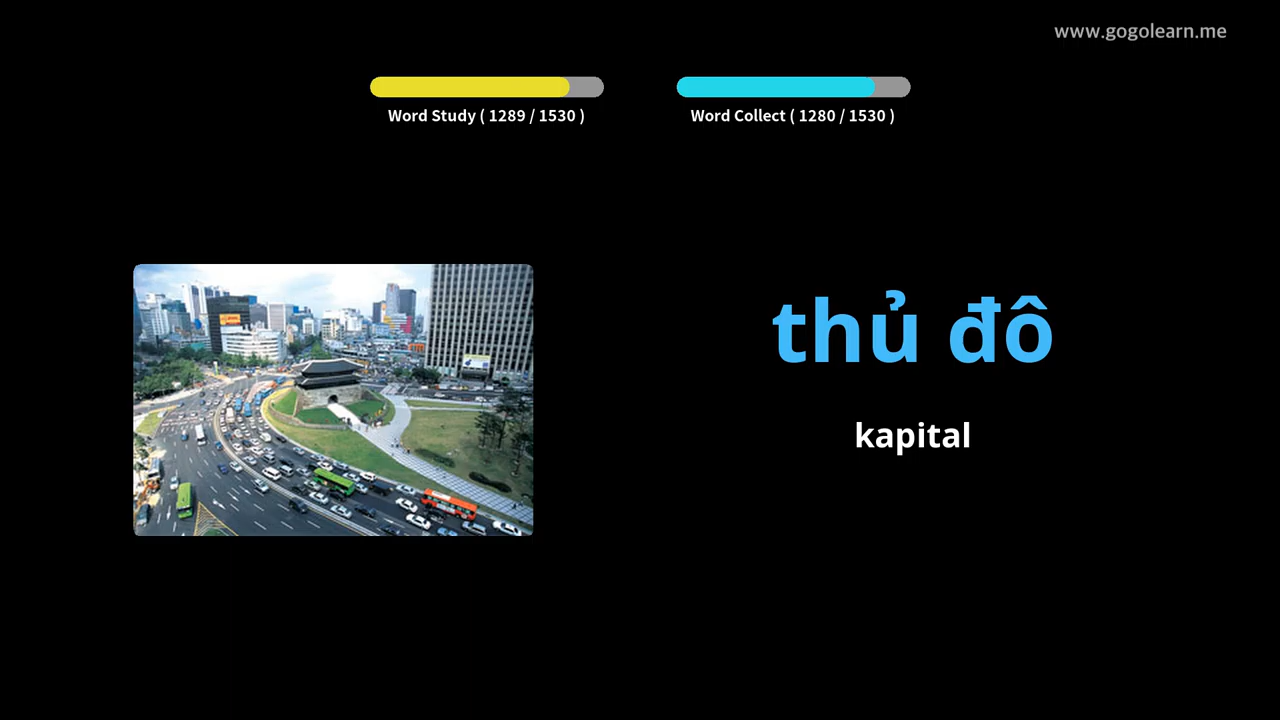 www.gogolearn.me
Word Study ( 1289 / 1530 )
Word Collect ( 1280 / 1530 )
thủ đô
kapital